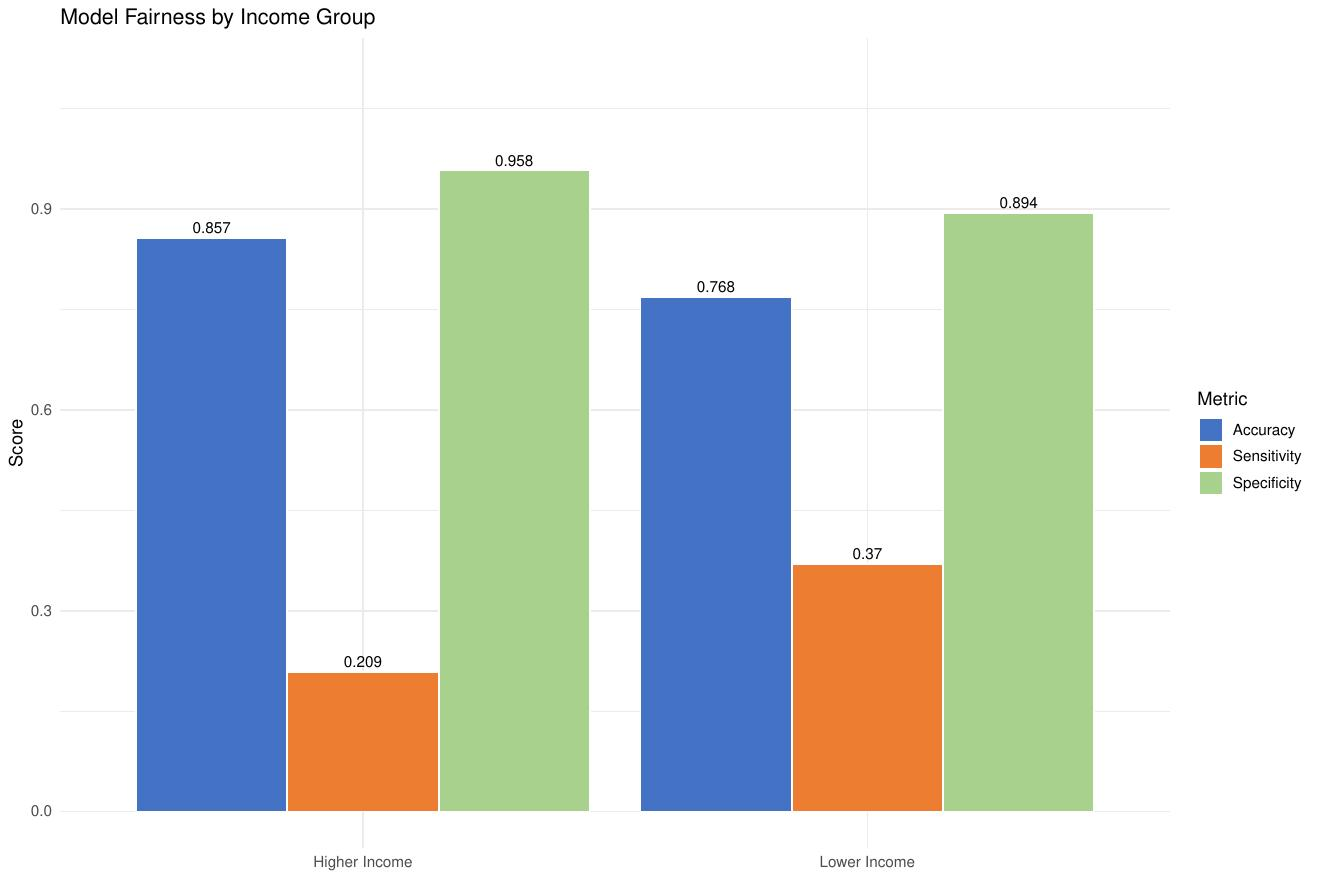 Model Fairness by Income Group
0.958
0.894
0.9
0.857
0.768
0.6
Score
0.37
0.3
0.209
0.0
Higher Income
Lower Income
Metric
Accuracy
Sensitivity
Specificity